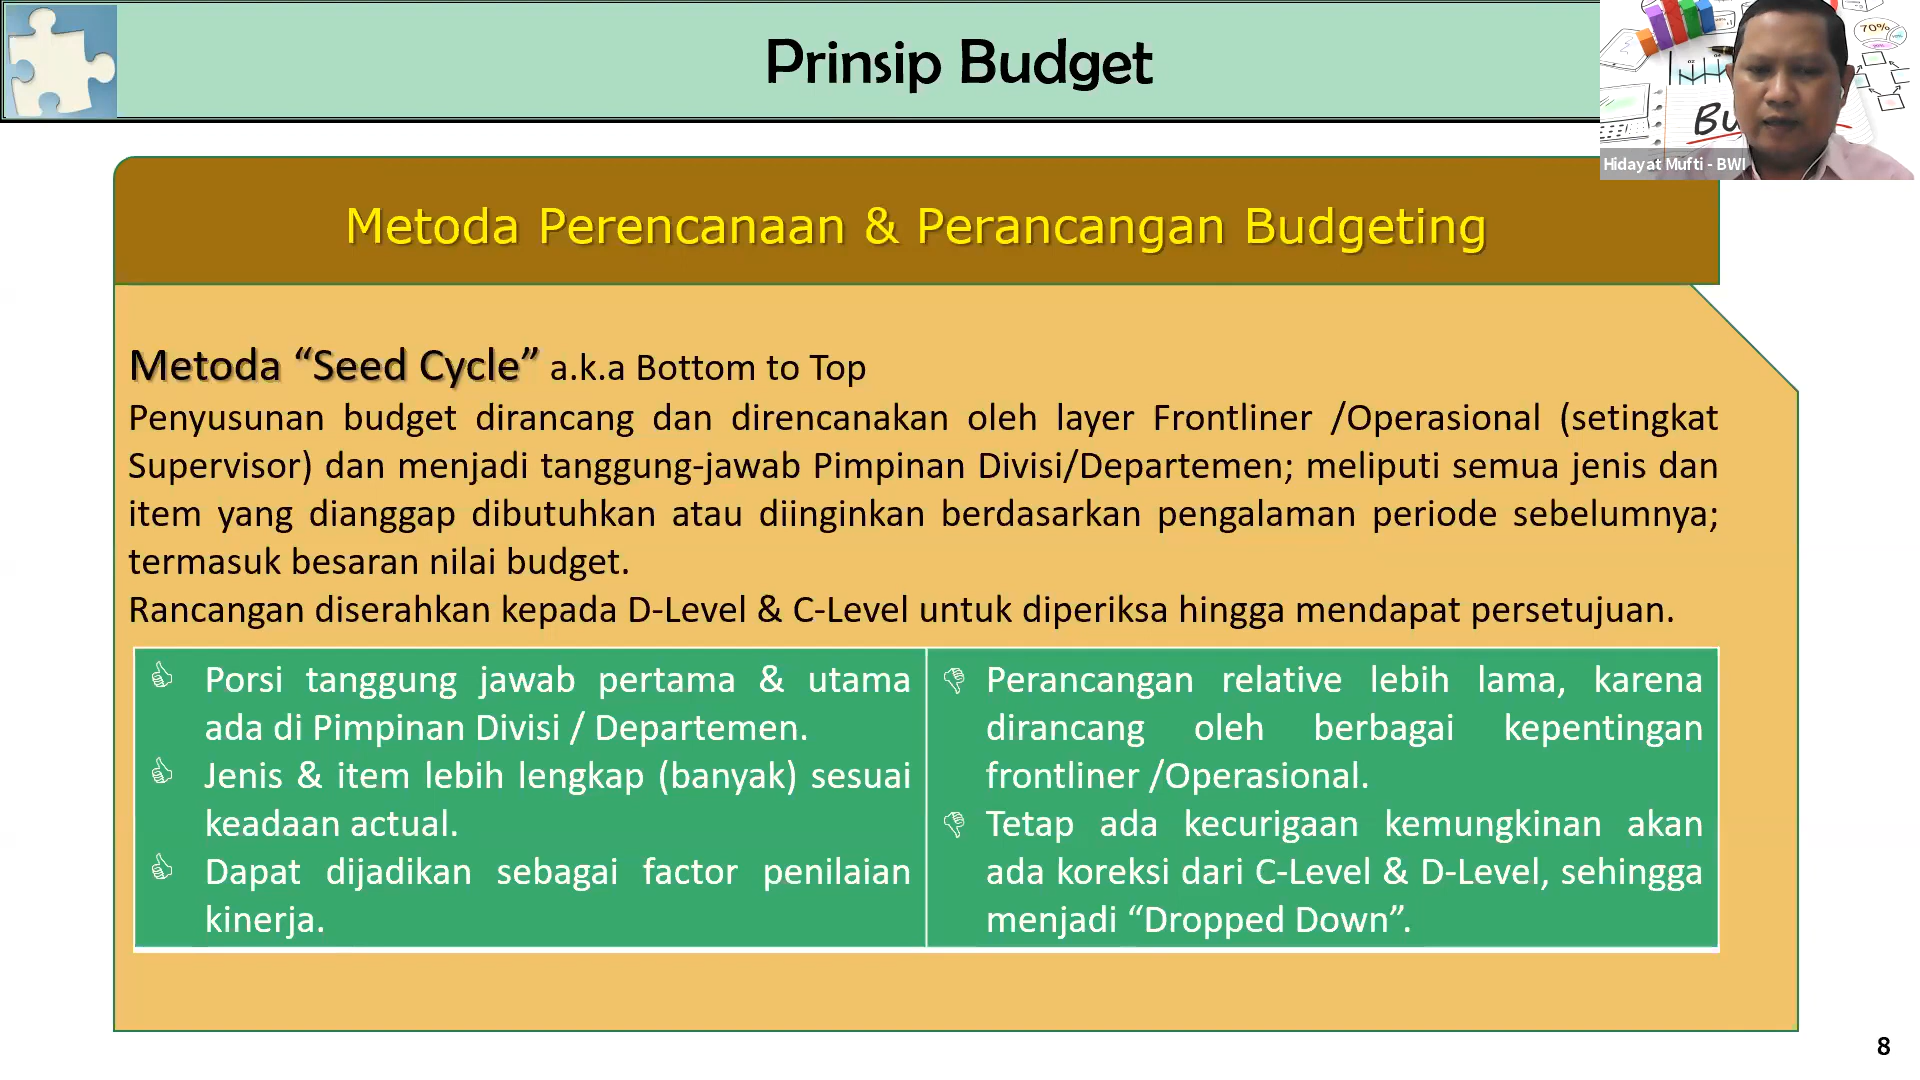 Prinsip Budget
70%
Bu
Hidayat Mufti - BWI
Metoda Perencanaan & Perancangan Budgeting
Metoda “Seed Cycle” a.k.a Bottom to Top
Penyusunan budget dirancang dan direncanakan oleh layer Frontliner /Operasional (setingkat
Supervisor) dan menjadi tanggung-jawab Pimpinan Divisi/Departemen; meliputi semua jenis dan
item yang dianggap dibutuhkan atau diinginkan berdasarkan pengalaman periode sebelumnya;
termasuk besaran nilai budget.
Rancangan diserahkan kepada D-Level & C-Level untuk diperiksa hingga mendapat persetujuan.
Porsi tanggung jawab pertama & utama
ada di Pimpinan Divisi / Departemen.
Jenis & item lebih lengkap (banyak) sesuai
keadaan actual.
Dapat dijadikan sebagai factor penilaian
kinerja.
Perancangan relative lebih lama, karena
dirancang oleh berbagai kepentingan
frontliner /Operasional.
Tetap ada kecurigaan kemungkinan akan
ada koreksi dari C-Level & D-Level, sehingga
menjadi “Dropped Down”.
8